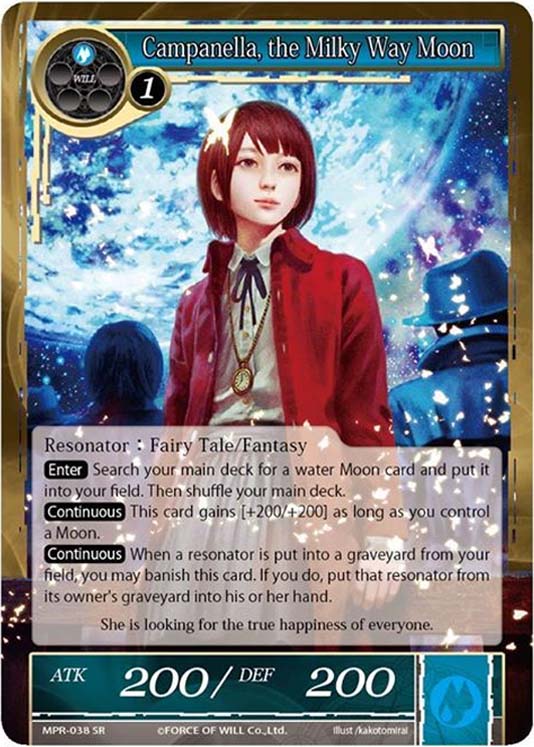 Campanella, the Milky Way Moon
WILL
1
Resonator : Fairy Tale/Fantasy
Enter Search your main deck for a water Moon card and put it
into your field. Then shuffle your main deck.
Continuous This card gains [+200/+200] as long as you control
a Moon.
Continuous When a resonator is put into a graveyard from your
field, you may banish this card. If you do, put that resonator from
its owner's graveyard into his or her hand.
She is looking for the true happiness of everyone.
ATK 200/ DEF 200
MPR-038 SR ©FORCE OF WILL Co.,Ltd. Illust /kakotomirai